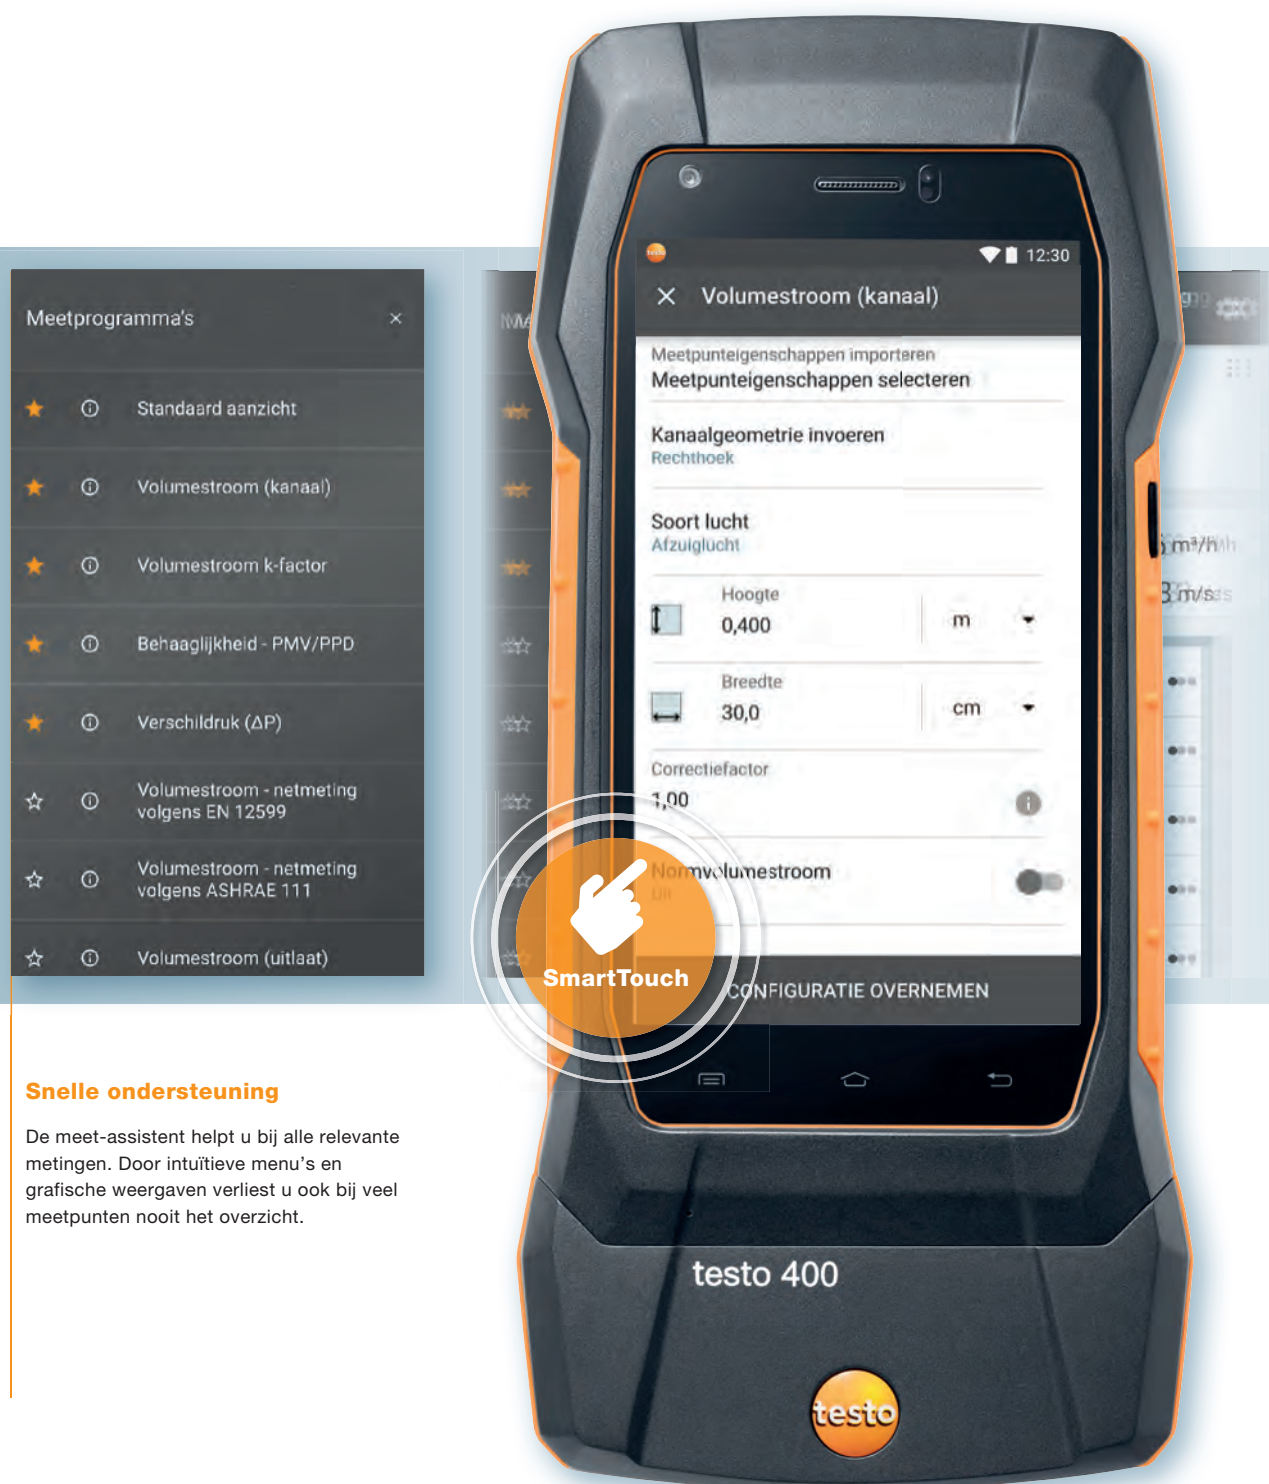 Meetprogramma's
Standaard aanzicht
Volumestroom (kanaal)
Volumestroom k-factor
Behaaglijkheid - PMV/PPD
Verschildruk (ΔP)
Volumestroom - netmeting
volgens EN 12599
Volumestroom - netmeting
volgens ASHRAE 111
Volumestroom (uitlaat)
testo
12:30
Volumestroom (kanaal)
Meetpunteigenschappen importeren
Meetpunteigenschappen selecteren
Kanaalgeometrie invoeren
Rechthoek
Soort lucht
Afzuiglucht
Hoogte
0,400 m
Breedte
30,0 cm
Correctiefactor
1,00
Normvolumestroom
Uit
CONFIGURATIE OVERNEMEN
SmartTouch
m³/h
m/s
Snelle ondersteuning
De meet-assistent helpt u bij alle relevante
metingen. Door intuïtieve menu's en
grafische weergaven verliest u ook bij veel
meetpunten nooit het overzicht.
testo 400
testo